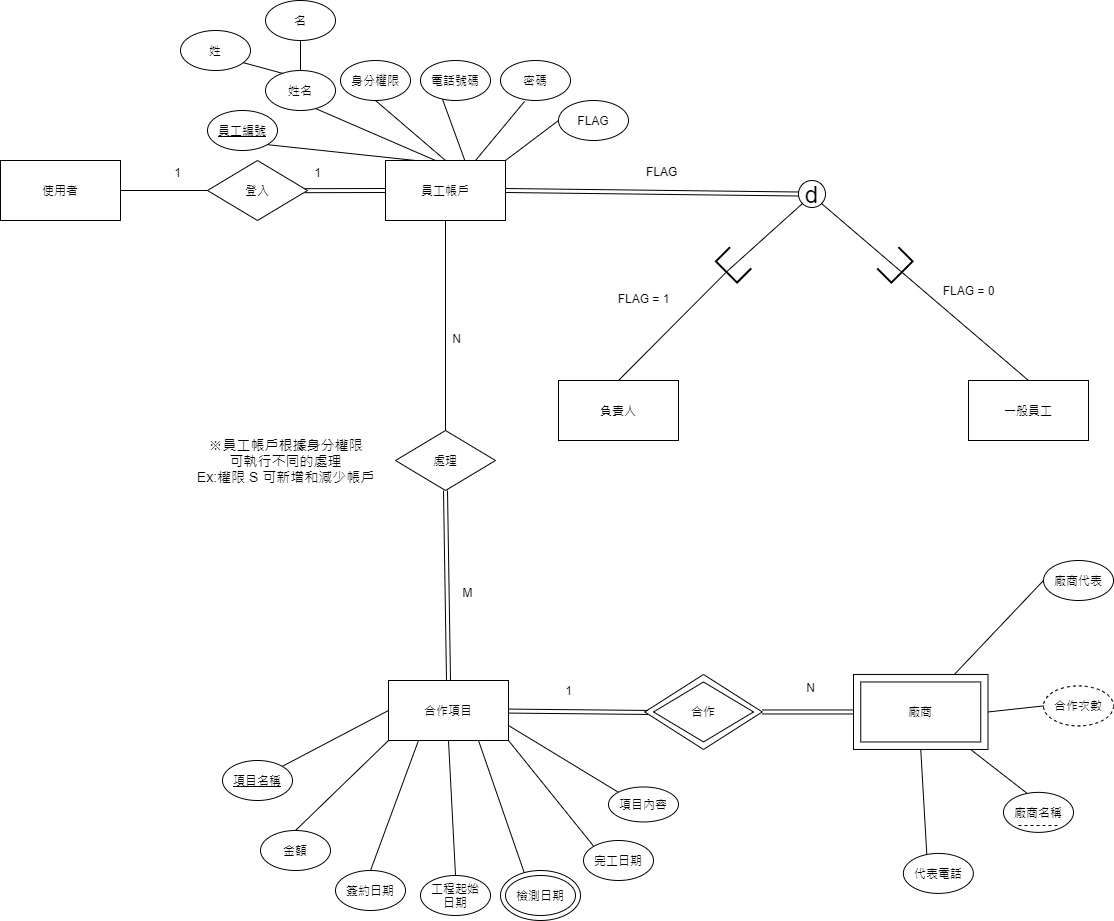 名
姓
姓名
身分權限
電話號碼
密碼
FLAG
員工編號
使用者
1
登入
1
員工帳戶
FLAG
d
FLAG = 1
FLAG = 0
N
負責人
一般員工
※員工帳戶根據身分權限
可執行不同的處理
Ex:權限 S 可新增和減少帳戶
處理
M
廠商代表
合作項目
1
合作
N
廠商
合作次數
項目名稱
項目內容
廠商名稱
金額
完工日期
代表電話
簽約日期
工程起始
日期
檢測日期